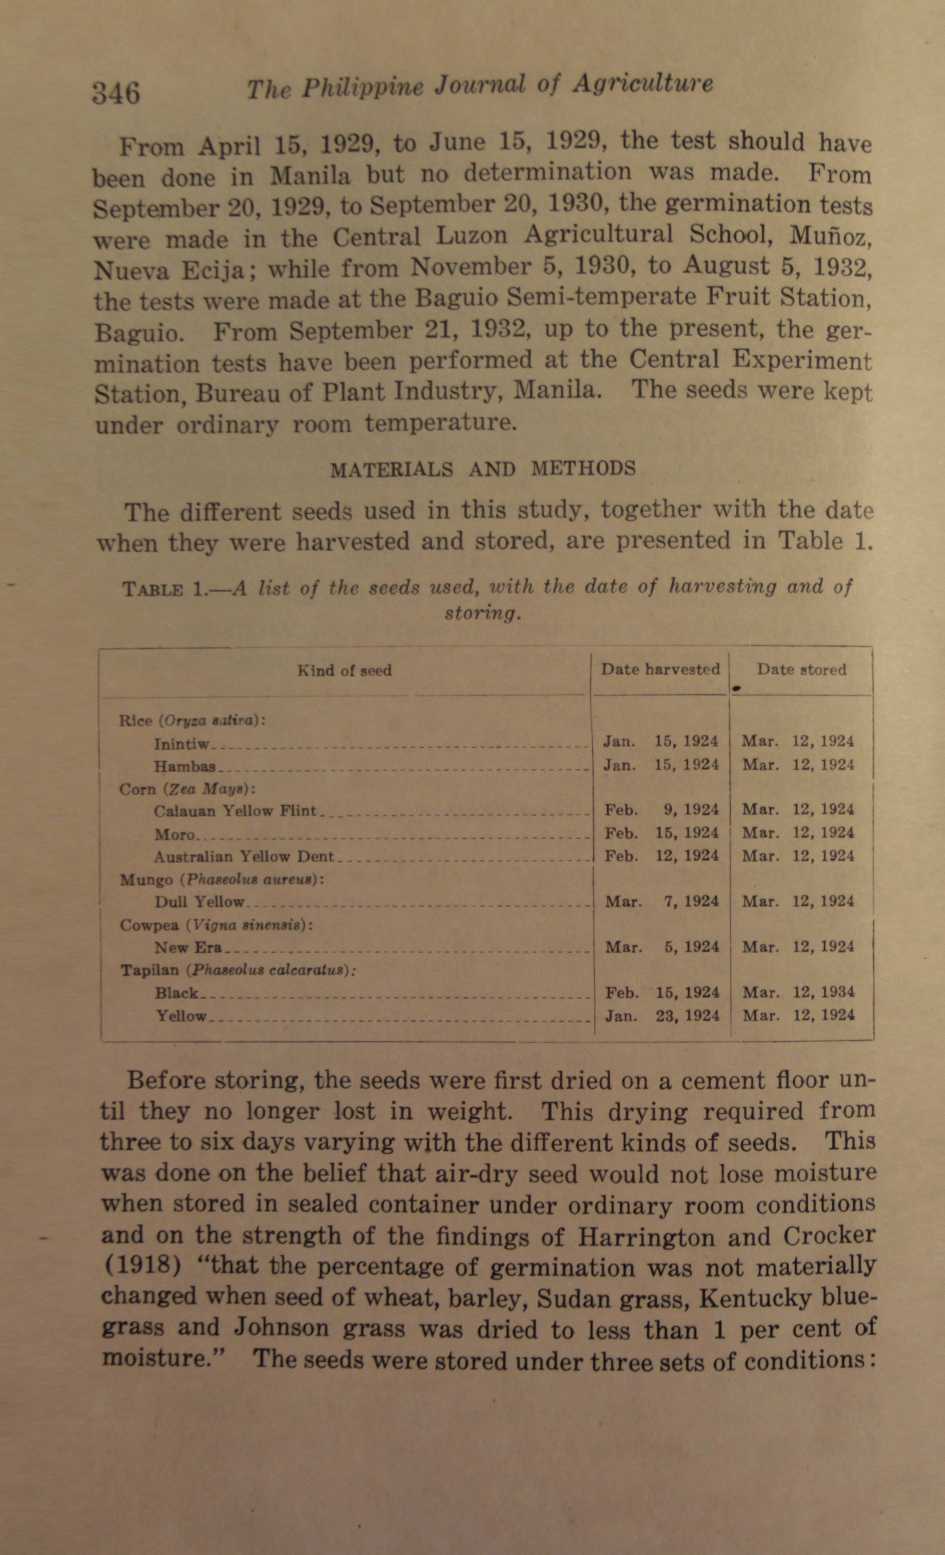 346
The Philippine Journal of Agriculture
From April 15, 1929, to June 15, 1929, the test should have
been done in Manila but no determination was made. From
September 20, 1929, to September 20, 1930, the germination tests
were made in the Central Luzon Agricultural School, Muñoz,
Nueva Ecija; while from November 5, 1930, to August 5, 1932,
the tests were made at the Baguio Semi-temperate Fruit Station,
Baguio. From September 21, 1932, up to the present, the ger-
mination tests have been performed at the Central Experiment
Station, Bureau of Plant Industry, Manila. The seeds were kept
under ordinary room temperature.
MATERIALS AND METHODS
The different seeds used in this study, together with the date
when they were harvested and stored, are presented in Table 1.
TABLE 1.—A list of the seeds used, with the date of harvesting and of
storing.
Kind of seed Date harvested Date stored
Rice (Oryza sativa):
Inintiw Jan. 15, 1924 Mar. 12, 1924
Hambas Jan. 15, 1924 Mar. 12, 1924
Corn (Zea Mays):
Calauan Yellow Flint Feb. 9, 1924 Mar. 12, 1924
Moro Feb. 15, 1924 Mar. 12, 1924
Australian Yellow Dent Feb. 12, 1924 Mar. 12, 1924
Mungo (Phaseolus aureus):
Dull Yellow Mar. 7, 1924 Mar. 12, 1924
Cowpea (Vigna sinensis):
New Era Mar. 5, 1924 Mar. 12, 1924
Tapilan (Phaseolus calcaratus):
Black Feb. 15, 1924 Mar. 12, 1934
Yellow Jan. 23, 1924 Mar. 12, 1924
Before storing, the seeds were first dried on a cement floor un-
til they no longer lost in weight. This drying required from
three to six days varying with the different kinds of seeds. This
was done on the belief that air-dry seed would not lose moisture
when stored in sealed container under ordinary room conditions
and on the strength of the findings of Harrington and Crocker
(1918) “that the percentage of germination was not materially
changed when seed of wheat, barley, Sudan grass, Kentucky blue-
grass and Johnson grass was dried to less than 1 per cent of
moisture.” The seeds were stored under three sets of conditions: